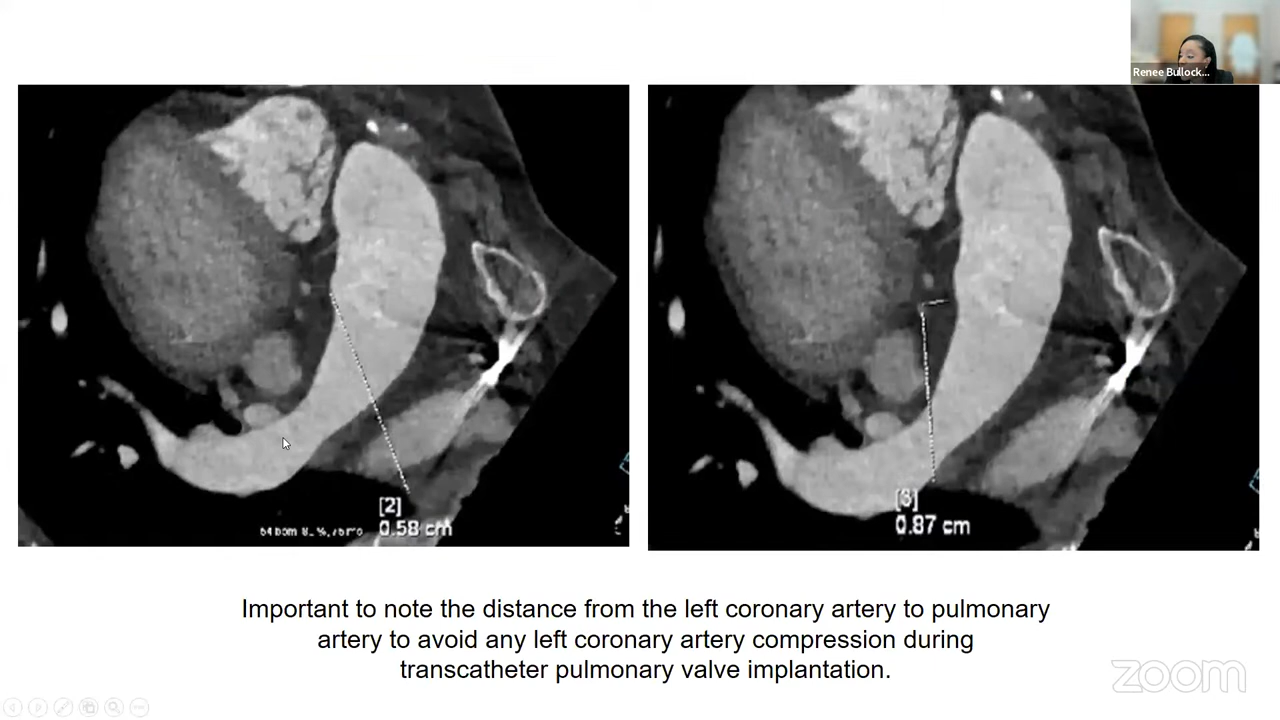 Renee Bullock...
[2]
0.58 cm
[3]
0.87 cm
Important to note the distance from the left coronary artery to pulmonary
artery to avoid any left coronary artery compression during
transcatheter pulmonary valve implantation.
zoom